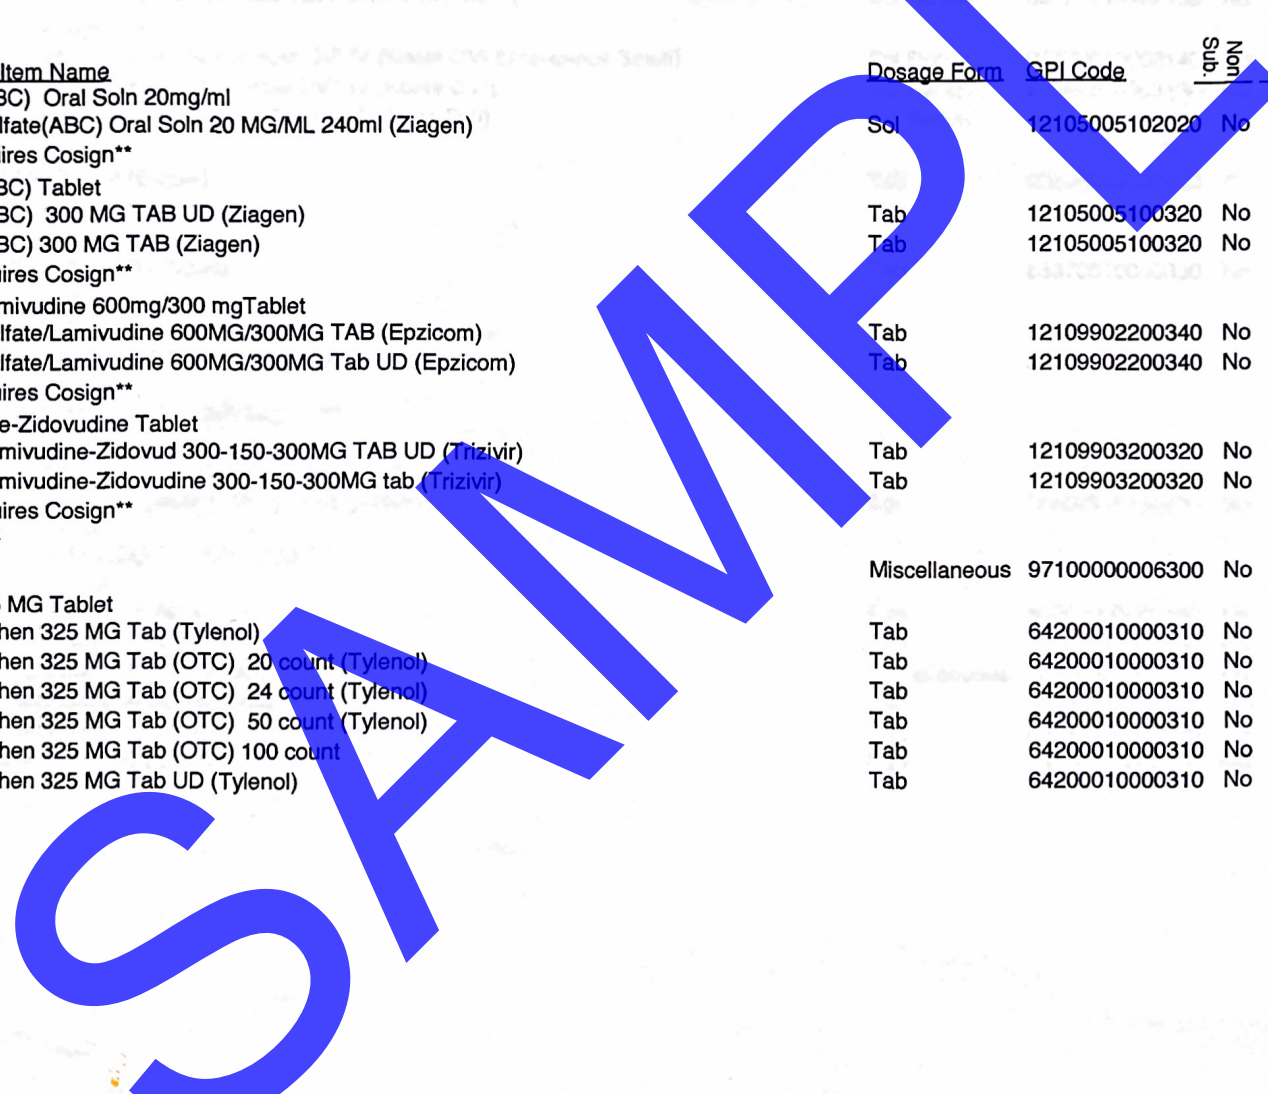 Item Name Dosage Form GPI Code Non Sub.
BC) Oral Soln 20mg/ml
lfate(ABC) Oral Soln 20 MG/ML 240ml (Ziagen) Sol 12105005102020 No
ires Cosign**
BC) Tablet
BC) 300 MG TAB UD (Ziagen) Tab 12105005100320 No
BC) 300 MG TAB (Ziagen) Tab 12105005100320 No
ires Cosign**
mivudine 600mg/300 mgTablet
lfate/Lamivudine 600MG/300MG TAB (Epzicom) Tab 12109902200340 No
lfate/Lamivudine 600MG/300MG Tab UD (Epzicom) Tab 12109902200340 No
ires Cosign**
e-Zidovudine Tablet
mivudine-Zidovud 300-150-300MG TAB UD (Trizivir) Tab 12109903200320 No
mivudine-Zidovudine 300-150-300MG tab (Trizivir) Tab 12109903200320 No
ires Cosign**
Miscellaneous 97100000006300 No
MG Tablet
hen 325 MG Tab (Tylenol) Tab 64200010000310 No
hen 325 MG Tab (OTC) 20 count (Tylenol) Tab 64200010000310 No
hen 325 MG Tab (OTC) 24 count (Tylenol) Tab 64200010000310 No
hen 325 MG Tab (OTC) 50 count (Tylenol) Tab 64200010000310 No
hen 325 MG Tab (OTC) 100 count Tab 64200010000310 No
hen 325 MG Tab UD (Tylenol) Tab 64200010000310 No
SAMPL